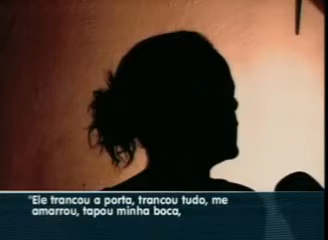 "Ele trancou a porta, trancou tudo, me
amarrou, tapou minha boca,